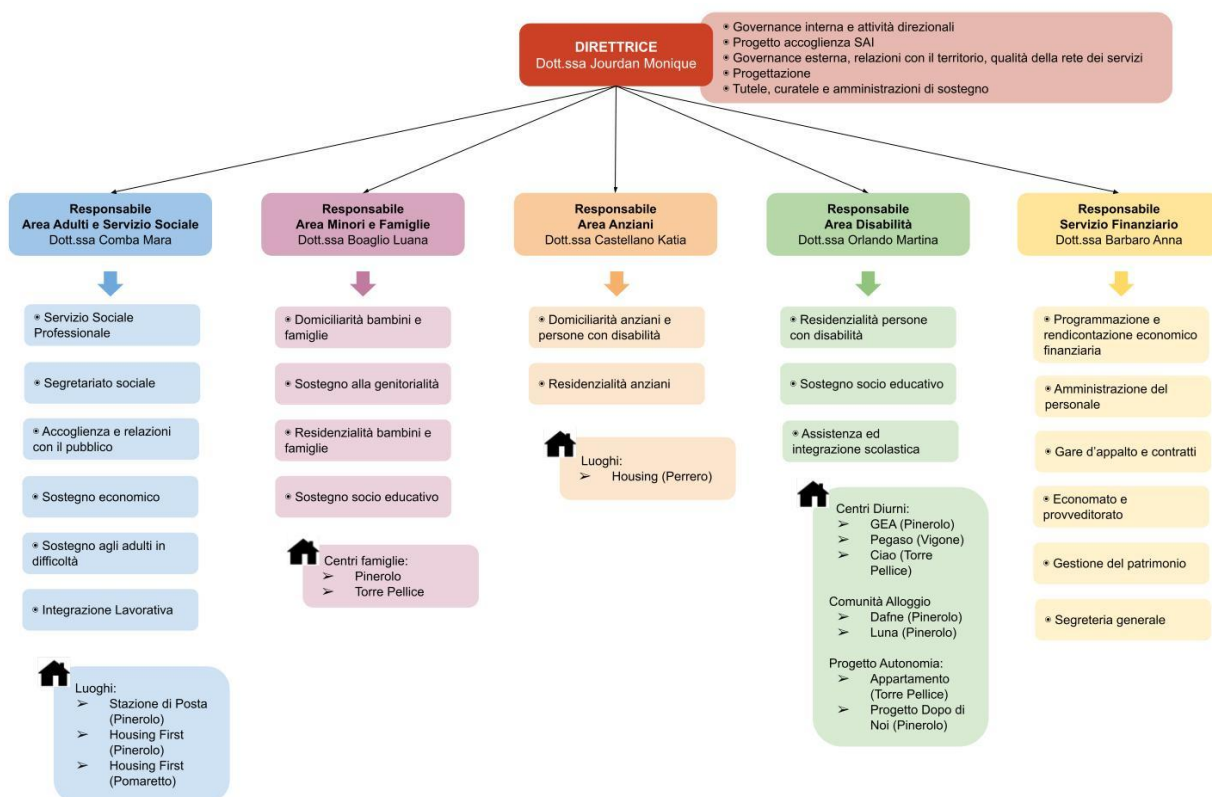 DIRETTRICE
Dott.ssa Jourdan Monique
◉ Governance interna e attività direzionali
◉ Progetto accoglienza SAI
◉ Governance esterna, relazioni con il territorio, qualità della rete dei servizi
◉ Progettazione
◉ Tutele, curatele e amministrazioni di sostegno
Responsabile
Area Adulti e Servizio Sociale
Dott.ssa Comba Mara
◉ Servizio Sociale
Professionale
◉ Segretariato sociale
◉ Accoglienza e relazioni
con il pubblico
◉ Sostegno economico
◉ Sostegno agli adulti in
difficoltà
◉ Integrazione Lavorativa
Luoghi:
➢ Stazione di Posta
(Pinerolo)
➢ Housing First
(Pinerolo)
➢ Housing First
(Pomaretto)
Responsabile
Area Minori e Famiglie
Dott.ssa Boaglio Luana
◉ Domiciliarità bambini e
famiglie
◉ Sostegno alla genitorialità
◉ Residenzialità bambini e
famiglie
◉ Sostegno socio educativo
Centri famiglie:
➢ Pinerolo
➢ Torre Pellice
Responsabile
Area Anziani
Dott.ssa Castellano Katia
◉ Domiciliarità anziani e
persone con disabilità
◉ Residenzialità anziani
Luoghi:
➢ Housing (Perrero)
Responsabile
Area Disabilità
Dott.ssa Orlando Martina
◉ Residenzialità persone
con disabilità
◉ Sostegno socio educativo
◉ Assistenza ed
integrazione scolastica
Centri Diurni:
➢ GEA (Pinerolo)
➢ Pegaso (Vigone)
➢ Ciao (Torre
Pellice)
Comunità Alloggio
➢ Dafne (Pinerolo)
➢ Luna (Pinerolo)
Progetto Autonomia:
➢ Appartamento
(Torre Pellice)
➢ Progetto Dopo di
Noi (Pinerolo)
Responsabile
Servizio Finanziario
Dott.ssa Barbaro Anna
◉ Programmazione e
rendicontazione economico
finanziaria
◉ Amministrazione del
personale
◉ Gare d'appalto e contratti
◉ Economato e
provveditorato
◉ Gestione del patrimonio
◉ Segreteria generale